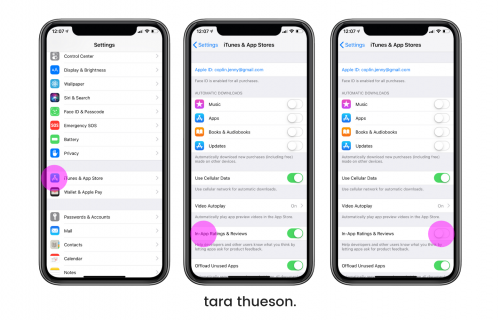 12:07
Settings
Control Center
Display & Brightness
Wallpaper
Siri & Search
Face ID & Passcode
Emergency SOS
Battery
Privacy
iTunes & App Store
Wallet & Apple Pay
Passwords & Accounts
Mail
Contacts
Calendar
Notes
12:07
Settings
iTunes & App Stores
Apple ID: coplin.jenny@gmail.com
Face ID is enabled for all purchases.
AUTOMATIC DOWNLOADS
Music
Apps
Books & Audiobooks
Updates
Automatically download new purchases (including free)
made on other devices.
Use Cellular Data
Use cellular network for automatic downloads.
Video Autoplay On
Automatically play app preview videos in the App Store.
In-App Ratings & Reviews
Help developers and other users know what you think by
letting apps ask for product feedback.
Offload Unused Apps
12:07
Settings
iTunes & App Stores
Apple ID: coplin.jenny@gmail.com
Face ID is enabled for all purchases.
AUTOMATIC DOWNLOADS
Music
Apps
Books & Audiobooks
Updates
Automatically download new purchases (including free)
made on other devices.
Use Cellular Data
Use cellular network for automatic downloads.
Video Autoplay On
Automatically play app preview videos in the App Store.
In-App Ratings & Reviews
Help developers and other users know what you think by
letting apps ask for product feedback.
Offload Unused Apps
tara thueson.